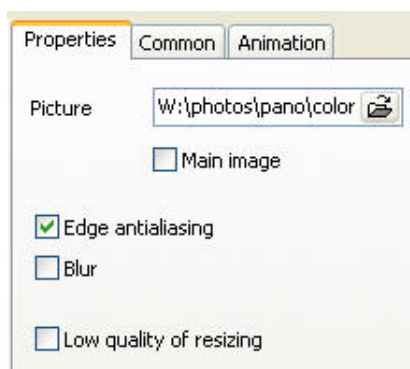 Properties Common Animation
Picture W:\photos\pano\color
Main image
Edge antialiasing
Blur
Low quality of resizing